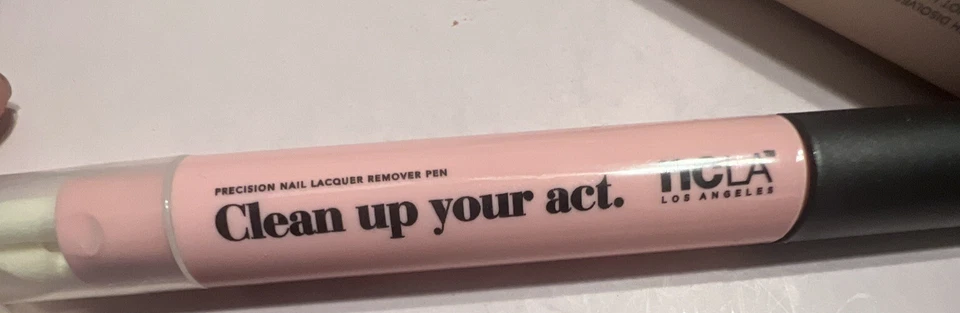 PRECISION NAIL LACQUER REMOVER PEN
Clean up your act.
ncLA
LOS ANGELES